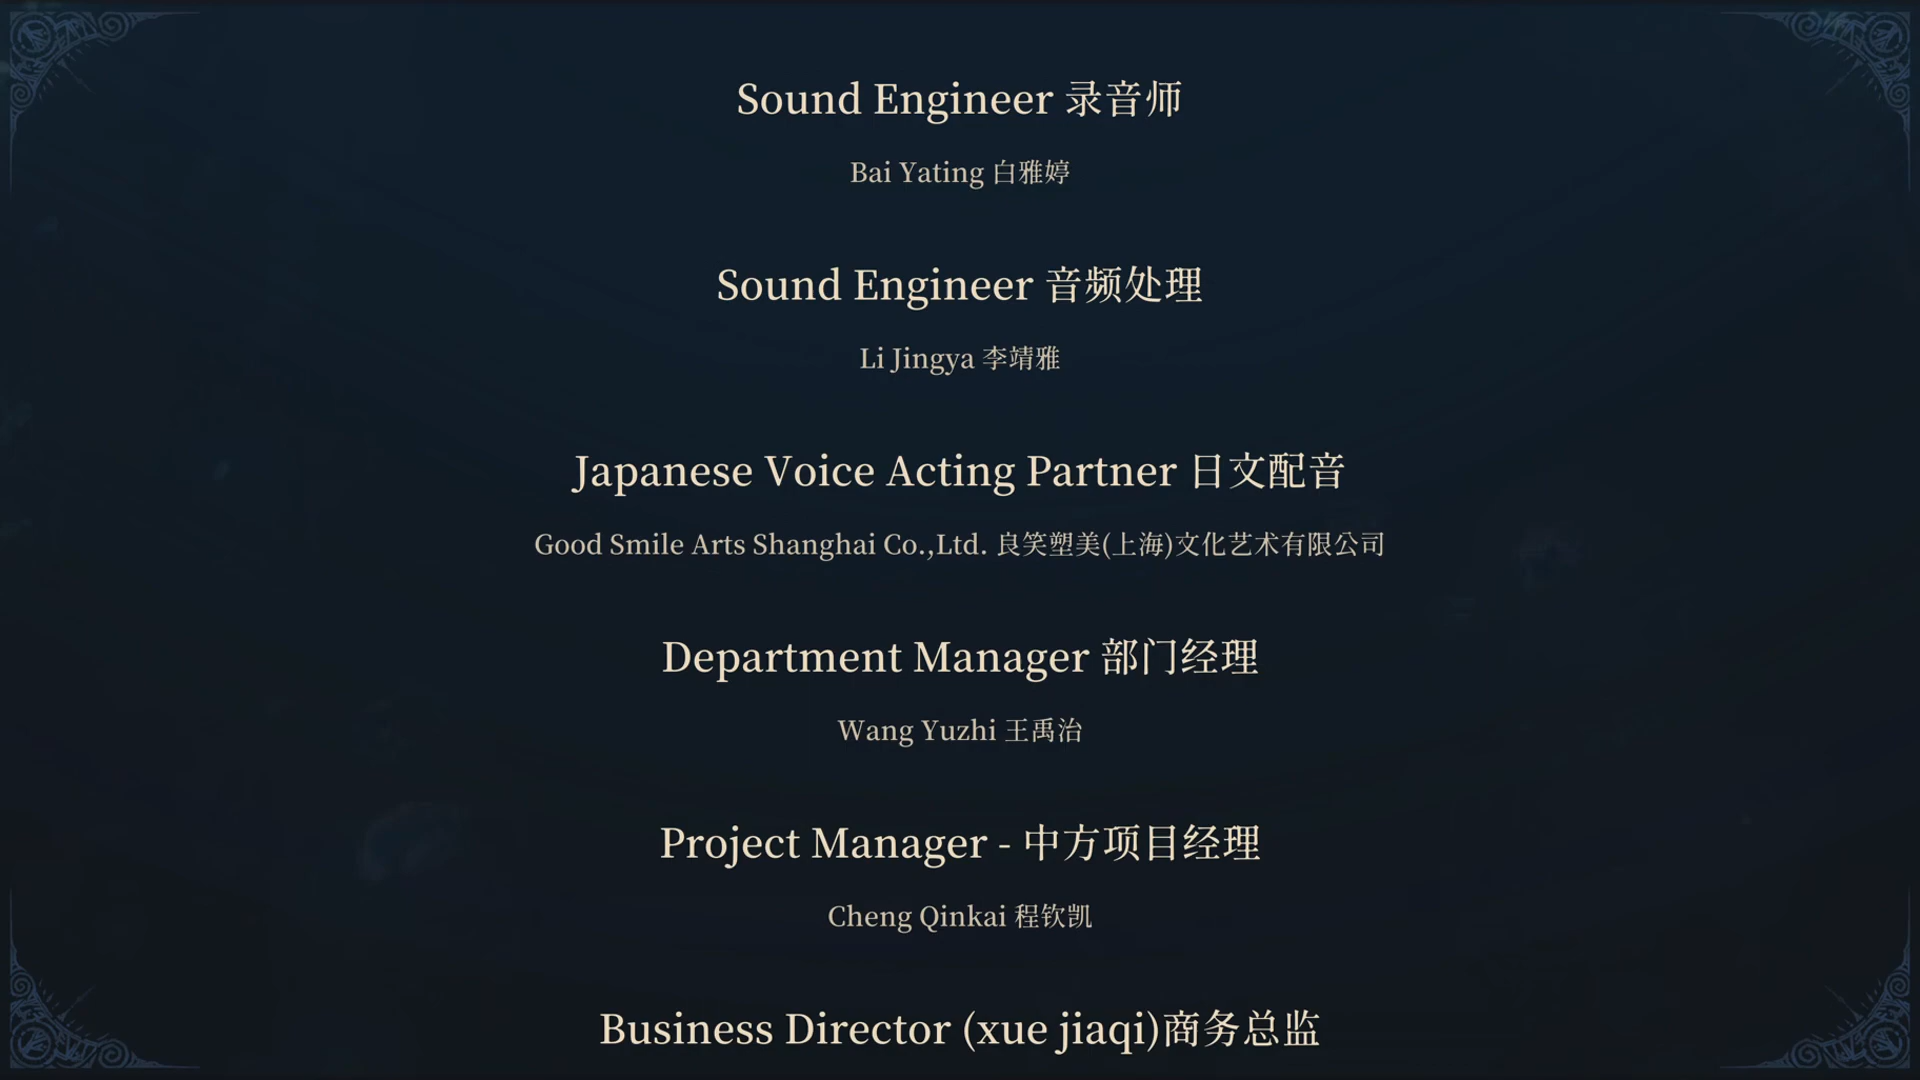 Sound Engineer 录音师
Bai Yating 白雅婷
Sound Engineer 音频处理
Li Jingya 李靖雅
Japanese Voice Acting Partner 日文配音
Good Smile Arts Shanghai Co.,Ltd. 良笑塑美(上海)文化艺术有限公司
Department Manager 部门经理
Wang Yuzhi 王禹治
Project Manager - 中方项目经理
Cheng Qinkai 程钦凯
Business Director (xue jiaqi)商务总监